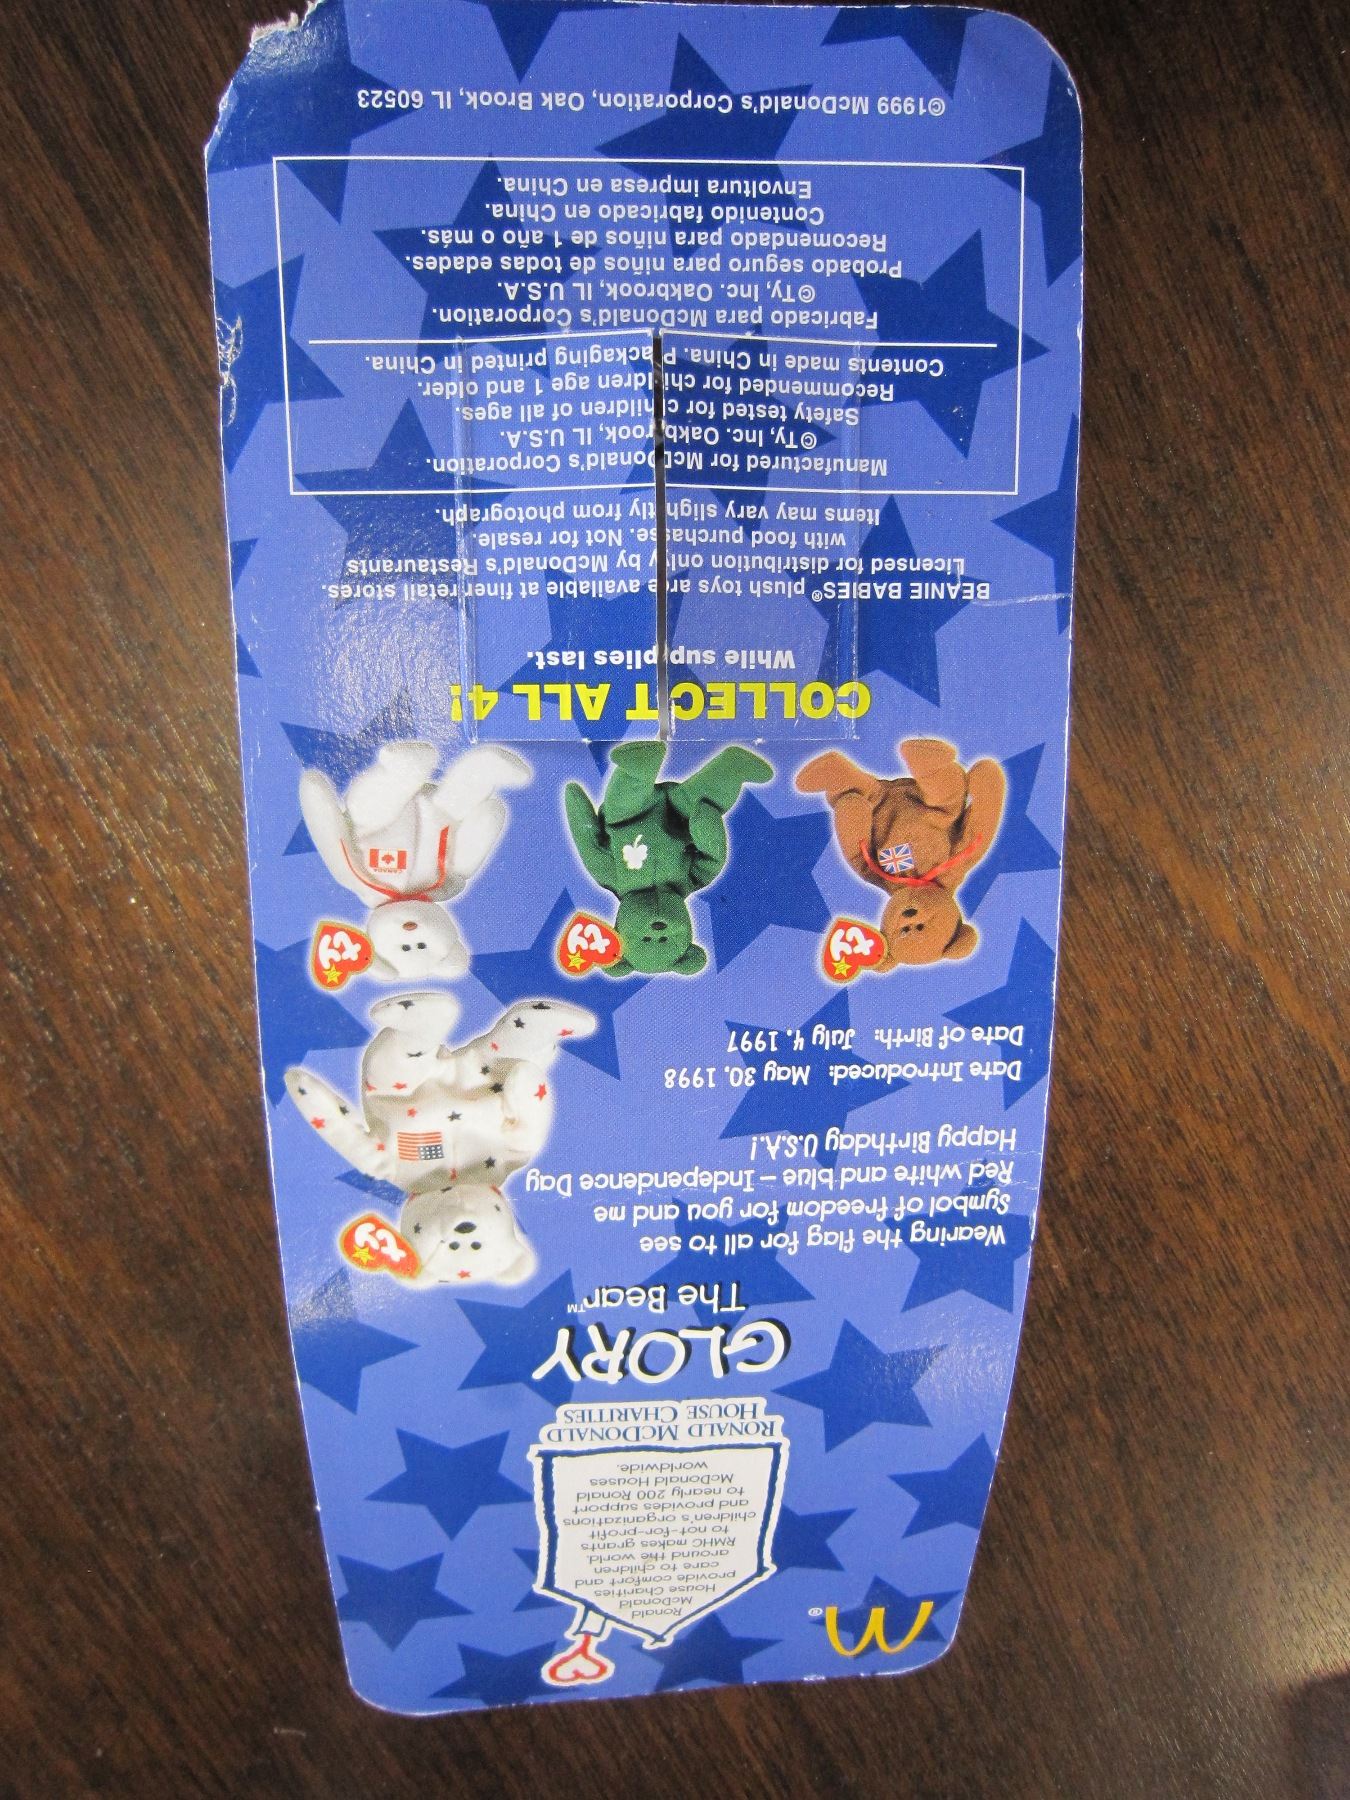 Ronald
McDonald
House Charities
provide comfort and
care to children
around the world.
RMHC makes grants
to not-for-profit
children's organizations
and provides support
to nearly 200 Ronald
McDonald Houses
worldwide.
RONALD MCDONALD
HOUSE CHARITIES
GLORY
The Bear™
Wearing the flag for all to see
Symbol of freedom for you and me
Red white and blue – Independence Day
Happy Birthday U.S.A.!
Date Introduced: May 30, 1998
Date of Birth: July 4, 1997
ty
ty
ty
ty
CANADA
COLLECT ALL 4!
While supplies last.
BEANIE BABIES® plush toys are available at finer retail stores.
Licensed for distribution only by McDonald's Restaurants
with food purchase. Not for resale.
Items may vary slightly from photograph.
Manufactured for McDonald's Corporation.
©Ty, Inc. Oakbrook, IL U.S.A.
Safety tested for children of all ages.
Recommended for children age 1 and older.
Contents made in China. Packaging printed in China.
Fabricado para McDonald's Corporation.
©Ty, Inc. Oakbrook, IL U.S.A.
Probado seguro para niños de todas edades.
Recomendado para niños de 1 año o más.
Contenido fabricado en China.
Envoltura impresa en China.
©1999 McDonald's Corporation, Oak Brook, IL 60523